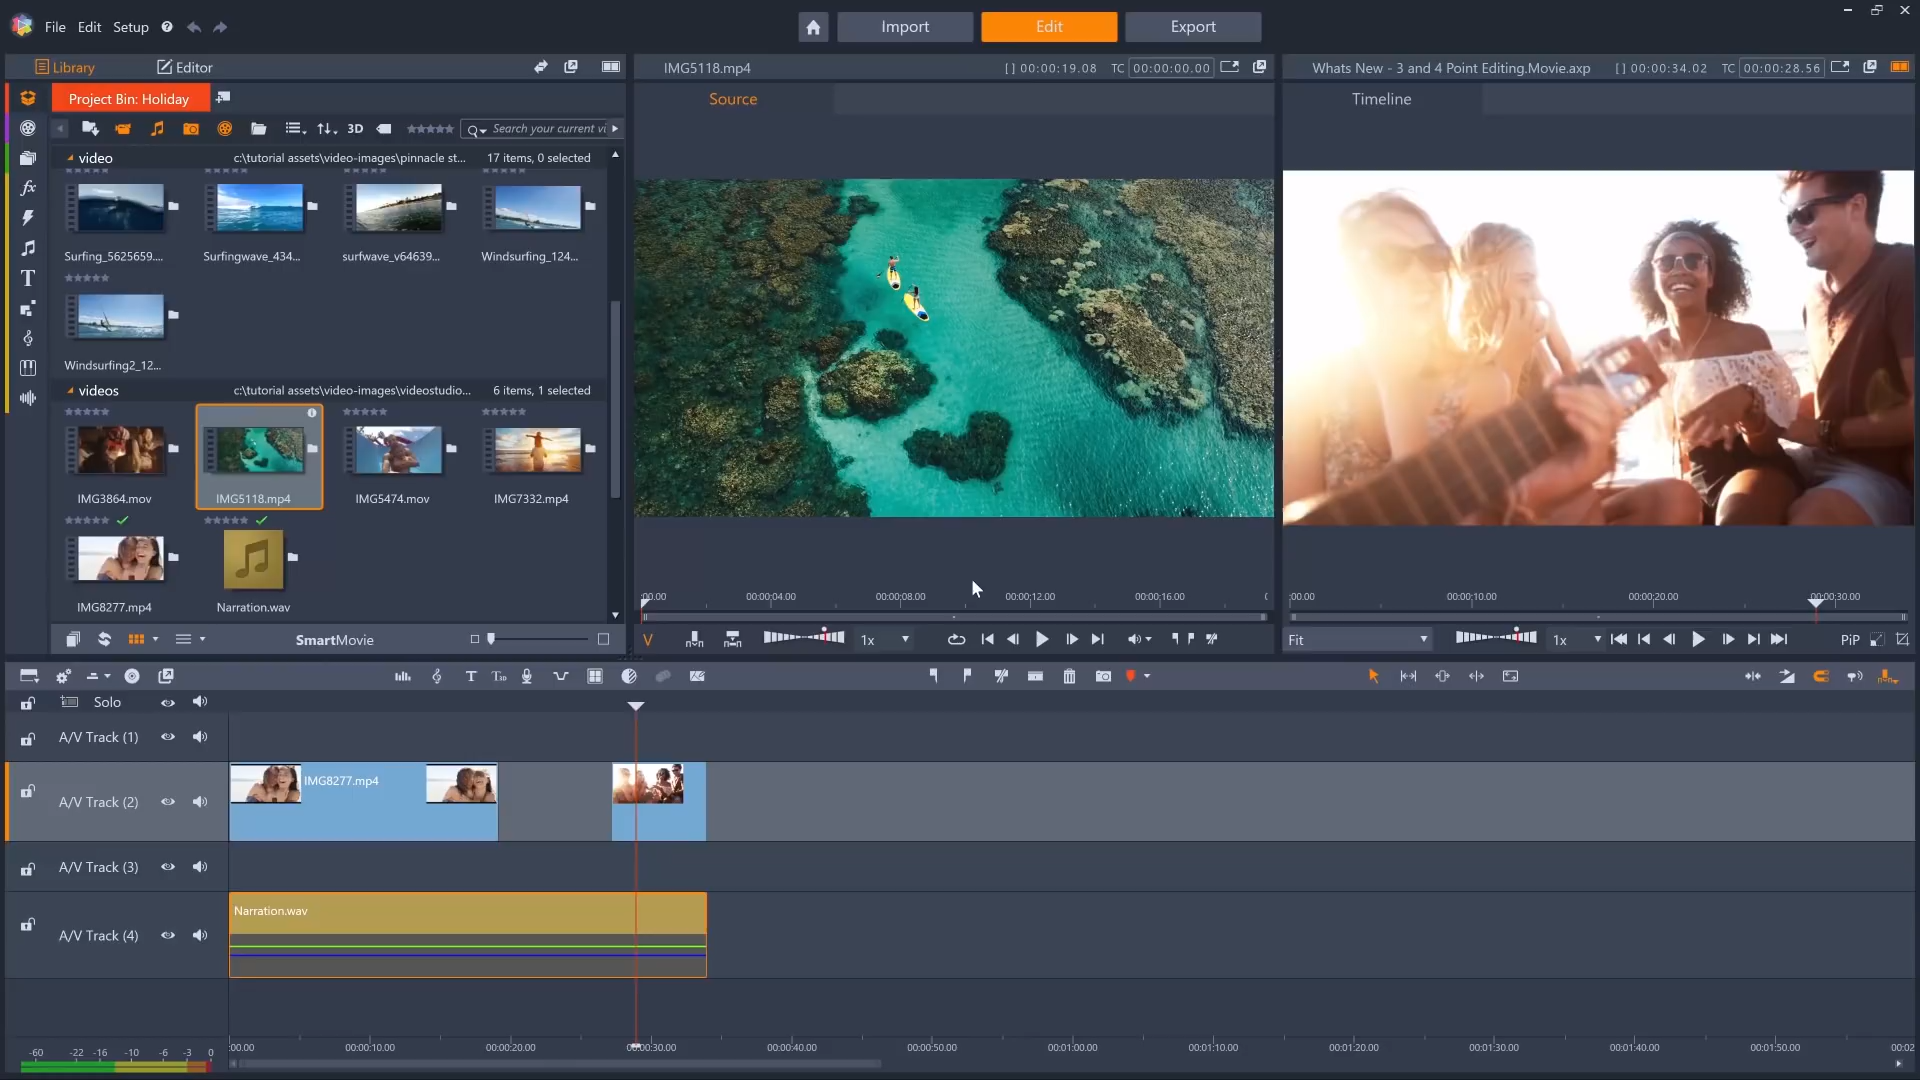 File Edit Setup
Import Edit Export
Library Editor
IMG5118.mp4 [ ] 00:00:19.08 TC 00:00:00.00
Whats New - 3 and 4 Point Editing.Movie.axp [ ] 00:00:34.02 TC 00:00:28.56
Project Bin: Holiday
Source
Timeline
3D
Search your current vi
video c:\tutorial assets\video-images\pinnacle st... 17 items, 0 selected
Surfing_5625659.... Surfingwave_434... surfwave_v64639... Windsurfing_124...
Windsurfing2_12...
videos c:\tutorial assets\video-images\videostudio... 6 items, 1 selected
IMG3864.mov IMG5118.mp4 IMG5474.mov IMG7332.mp4
IMG8277.mp4 Narration.wav
:00.00 00:00:04.00 00:00:08.00 00:00:12.00 00:00:16.00
:00.00 00:00:10.00 00:00:20.00 00:00:30.00
SmartMovie
V 1x
Fit 1x PiP
Solo
A/V Track (1)
A/V Track (2) IMG8277.mp4
A/V Track (3)
A/V Track (4) Narration.wav
:00.00 00:00:10.00 00:00:20.00 00:00:30.00 00:00:40.00 00:00:50.00 00:01:00.00 00:01:10.00 00:01:20.00 00:01:30.00 00:01:40.00 00:01:50.00 00:02
-60 -22 -16 -10 -6 -3 0